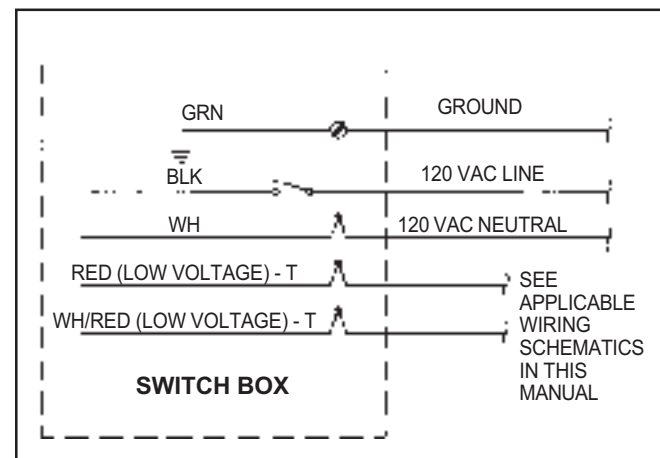 GRN GROUND
BLK 120 VAC LINE
WH 120 VAC NEUTRAL
RED (LOW VOLTAGE) - T
WH/RED (LOW VOLTAGE) - T
SEE
APPLICABLE
WIRING
SCHEMATICS
IN THIS
MANUAL
SWITCH BOX